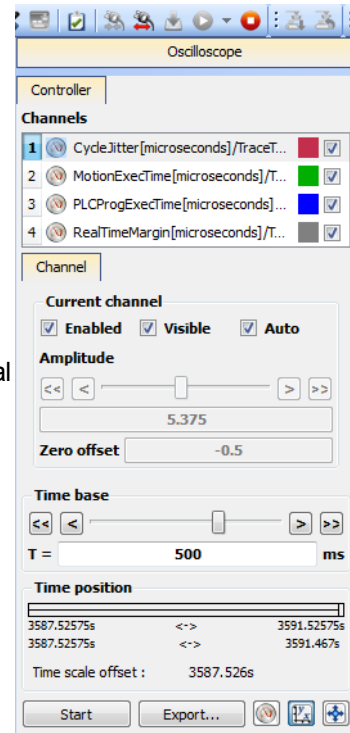 Oscilloscope
Controller
Channels
1 CycleJitter[microseconds]/TraceT...
2 MotionExecTime[microseconds]/T...
3 PLCProgExecTime[microseconds]...
4 RealTimeMargin[microseconds]/T...
Channel
Current channel
Enabled Visible Auto
al
Amplitude
<< < > >>
5.375
Zero offset -0.5
Time base
<< < > >>
T = 500 ms
Time position
3587.52575s <-> 3591.52575s
3587.52575s <-> 3591.467s
Time scale offset : 3587.526s
Start Export... y x